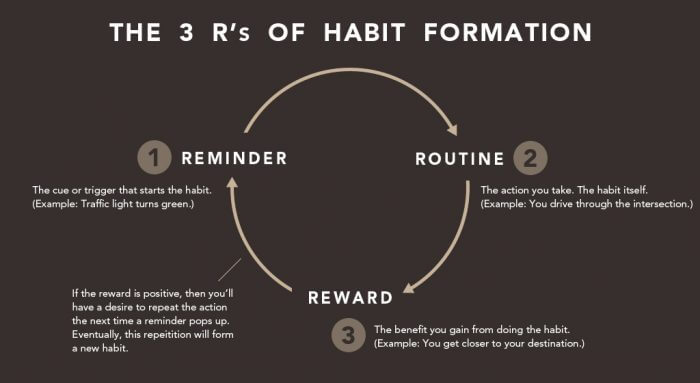 THE 3 R's OF HABIT FORMATION
1 REMINDER
The cue or trigger that starts the habit.
(Example: Traffic light turns green.)
ROUTINE 2
The action you take. The habit itself.
(Example: You drive through the intersection.)
REWARD
3
The benefit you gain from doing the habit.
(Example: You get closer to your destination.)
If the reward is positive, then you'll
have a desire to repeat the action
the next time a reminder pops up.
Eventually, this repeitition will form
a new habit.